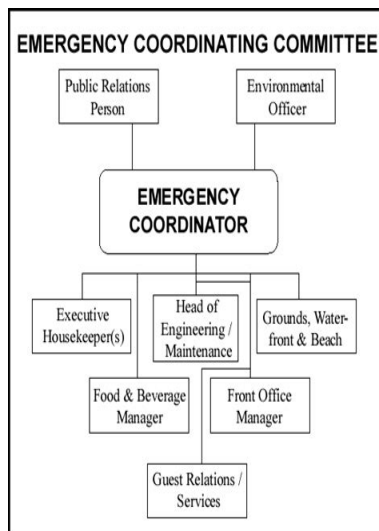 EMERGENCY COORDINATING COMMITTEE
Public Relations
Person
Environmental
Officer
EMERGENCY
COORDINATOR
Executive
Housekeeper(s)
Head of
Engineering /
Maintenance
Grounds, Water-
front & Beach
Food & Beverage
Manager
Front Office
Manager
Guest Relations /
Services